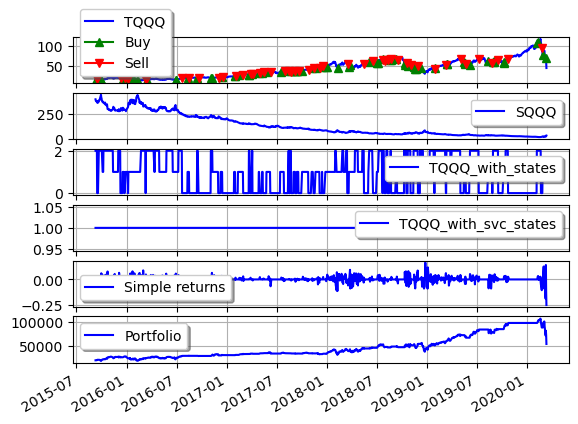 TQQQ
Buy
Sell
100
50
SQQQ
250
0
TQQQ_with_states
2
0
TQQQ_with_svc_states
1.05
1.00
0.95
Simple returns
0.00
−0.25
Portfolio
100000
50000
2015-07
2016-01
2016-07
2017-01
2017-07
2018-01
2018-07
2019-01
2019-07
2020-01